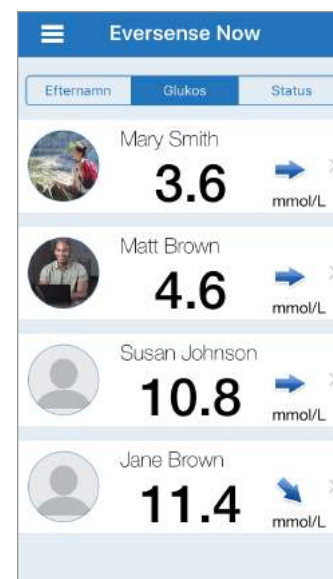 Eversense Now
Efternamn Glukos Status
Mary Smith
3.6
mmol/L
Matt Brown
4.6
mmol/L
Susan Johnson
10.8
mmol/L
Jane Brown
11.4
mmol/L